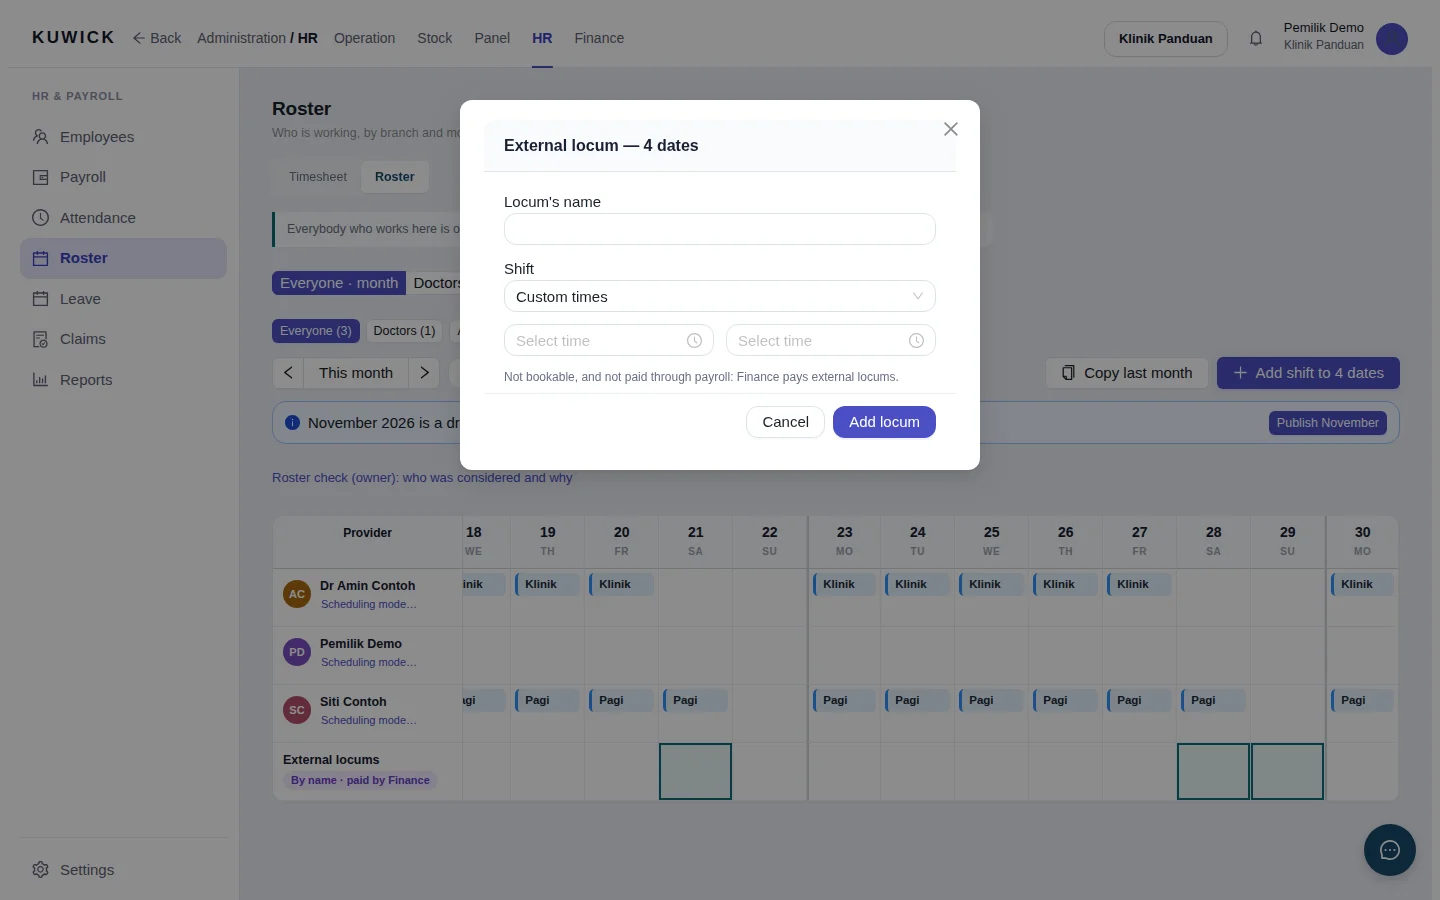 KUWICK
Back
Administration / HR
Operation
Stock
Panel
HR
Finance
Klinik Panduan
Pemilik Demo
Klinik Panduan
HR & PAYROLL
Employees
Payroll
Attendance
Roster
Leave
Claims
Reports
Settings
Roster
Who is working, by branch and mo
Timesheet
Roster
Everybody who works here is o
Everyone · month
Doctors
Everyone (3)
Doctors (1)
This month
Copy last month
Add shift to 4 dates
November 2026 is a dr
Publish November
Roster check (owner): who was considered and why
External locum — 4 dates
Locum's name
Shift
Custom times
Select time
Select time
Not bookable, and not paid through payroll: Finance pays external locums.
Cancel
Add locum
Provider
18 19 20 21 22 23 24 25 26 27 28 29 30
WE TH FR SA SU MO TU WE TH FR SA SU MO
AC
Dr Amin Contoh
Scheduling mode…
inik Klinik Klinik Klinik Klinik Klinik Klinik Klinik Klinik
PD
Pemilik Demo
Scheduling mode…
SC
Siti Contoh
Scheduling mode…
agi Pagi Pagi Pagi Pagi Pagi Pagi Pagi Pagi Pagi Pagi
External locums
By name · paid by Finance